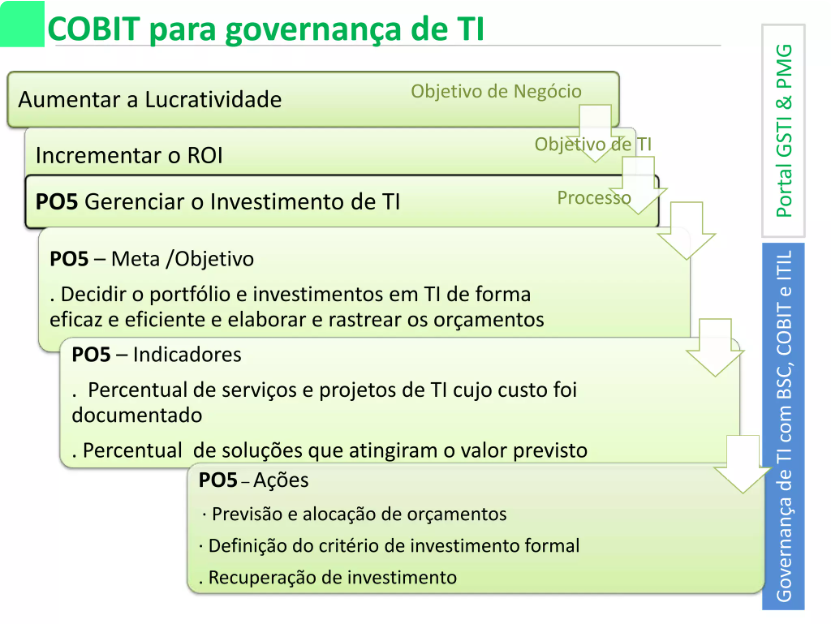 COBIT para governança de TI
Aumentar a Lucratividade
Objetivo de Negócio
Incrementar o ROI
Objetivo de TI
PO5 Gerenciar o Investimento de TI
Processo
PO5 – Meta /Objetivo
. Decidir o portfólio e investimentos em TI de forma
eficaz e eficiente e elaborar e rastrear os orçamentos
PO5 – Indicadores
. Percentual de serviços e projetos de TI cujo custo foi
documentado
. Percentual de soluções que atingiram o valor previsto
PO5 – Ações
· Previsão e alocação de orçamentos
· Definição do critério de investimento formal
. Recuperação de investimento
Portal GSTI & PMG
Governança de TI com BSC, COBIT e ITIL